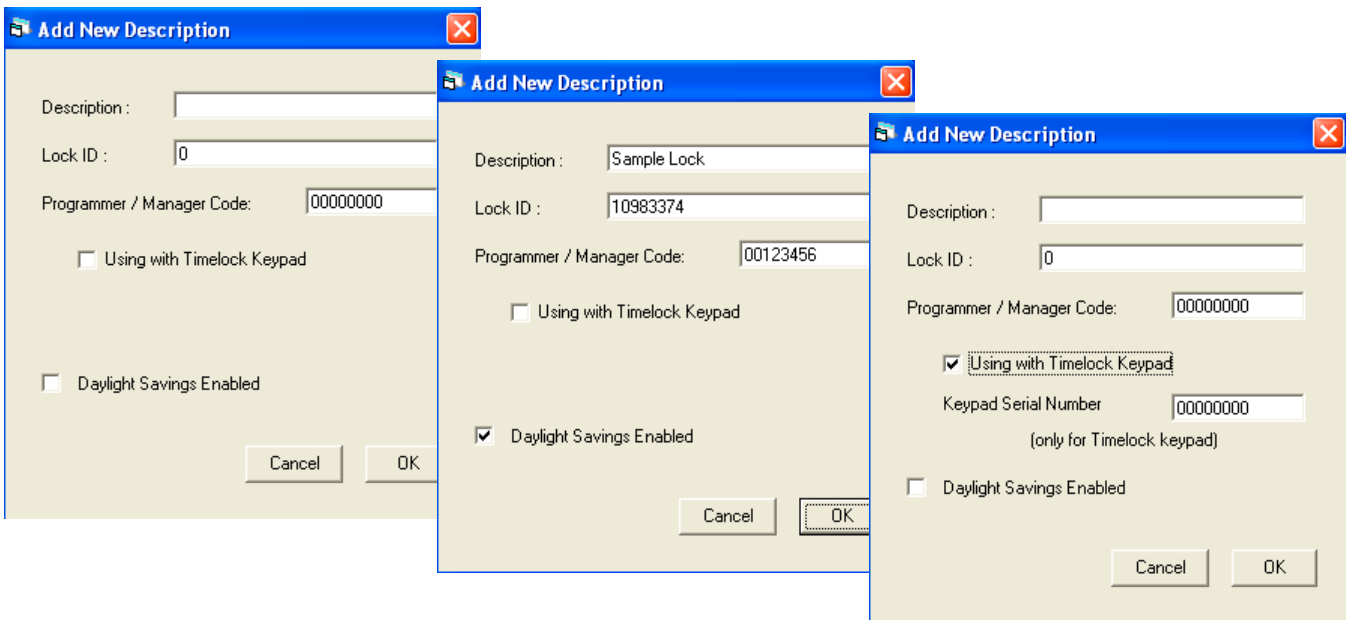 Add New Description
Description :
Lock ID : 0
Programmer / Manager Code: 00000000
Using with Timelock Keypad
Daylight Savings Enabled
Cancel OK
Add New Description
Description : Sample Lock
Lock ID : 10983374
Programmer / Manager Code: 00123456
Using with Timelock Keypad
Daylight Savings Enabled
Cancel OK
Add New Description
Description :
Lock ID : 0
Programmer / Manager Code: 00000000
Using with Timelock Keypad
Keypad Serial Number 00000000
(only for Timelock keypad)
Daylight Savings Enabled
Cancel OK